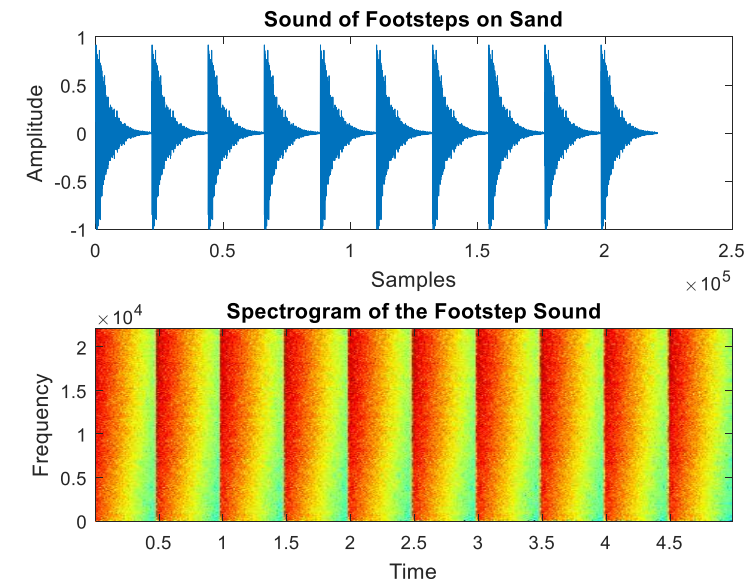 Sound of Footsteps on Sand
1
0.5
0
-0.5
-1
Amplitude
0 0.5 1 1.5 2 2.5
Samples
×10^5
Spectrogram of the Footstep Sound
×10^4
2
1.5
1
0.5
0
Frequency
0.5 1 1.5 2 2.5 3 3.5 4 4.5
Time